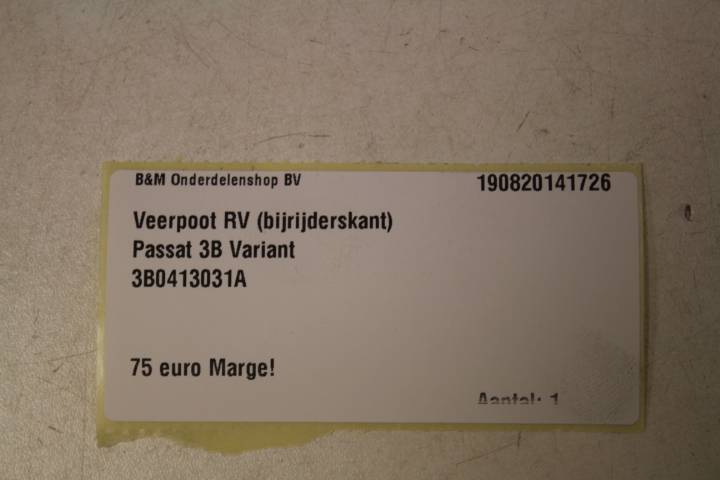 B&M Onderdelenshop BV 190820141726
Veerpoot RV (bijrijderskant)
Passat 3B Variant
3B0413031A
75 euro Marge!
Aantal: 1